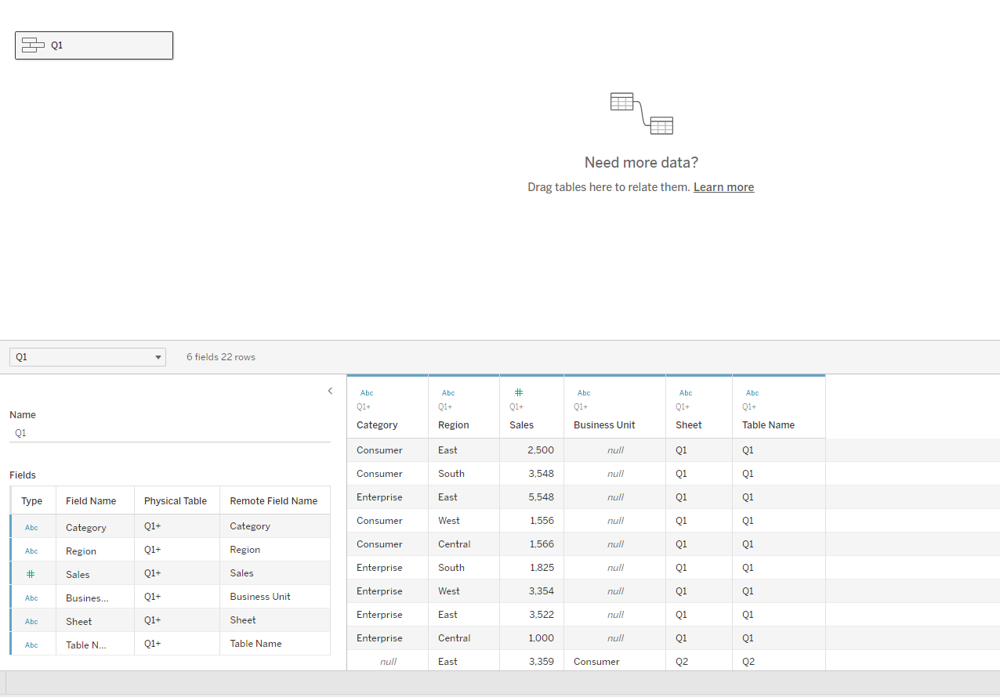 Q1
Need more data?
Drag tables here to relate them. Learn more
Q1
6 fields 22 rows
Name
Q1
Fields
Type Field Name Physical Table Remote Field Name
Abc Category Q1+ Category
Abc Region Q1+ Region
# Sales Q1+ Sales
Abc Busines... Q1+ Business Unit
Abc Sheet Q1+ Sheet
Abc Table N... Q1+ Table Name
Abc Abc # Abc Abc Abc
Q1+ Q1+ Q1+ Q1+ Q1+ Q1+
Category Region Sales Business Unit Sheet Table Name
Consumer East 2,500 null Q1 Q1
Consumer South 3,548 null Q1 Q1
Enterprise East 5,548 null Q1 Q1
Consumer West 1,556 null Q1 Q1
Consumer Central 1,566 null Q1 Q1
Enterprise South 1,825 null Q1 Q1
Enterprise West 3,354 null Q1 Q1
Enterprise East 3,522 null Q1 Q1
Enterprise Central 1,000 null Q1 Q1
null East 3,359 Consumer Q2 Q2